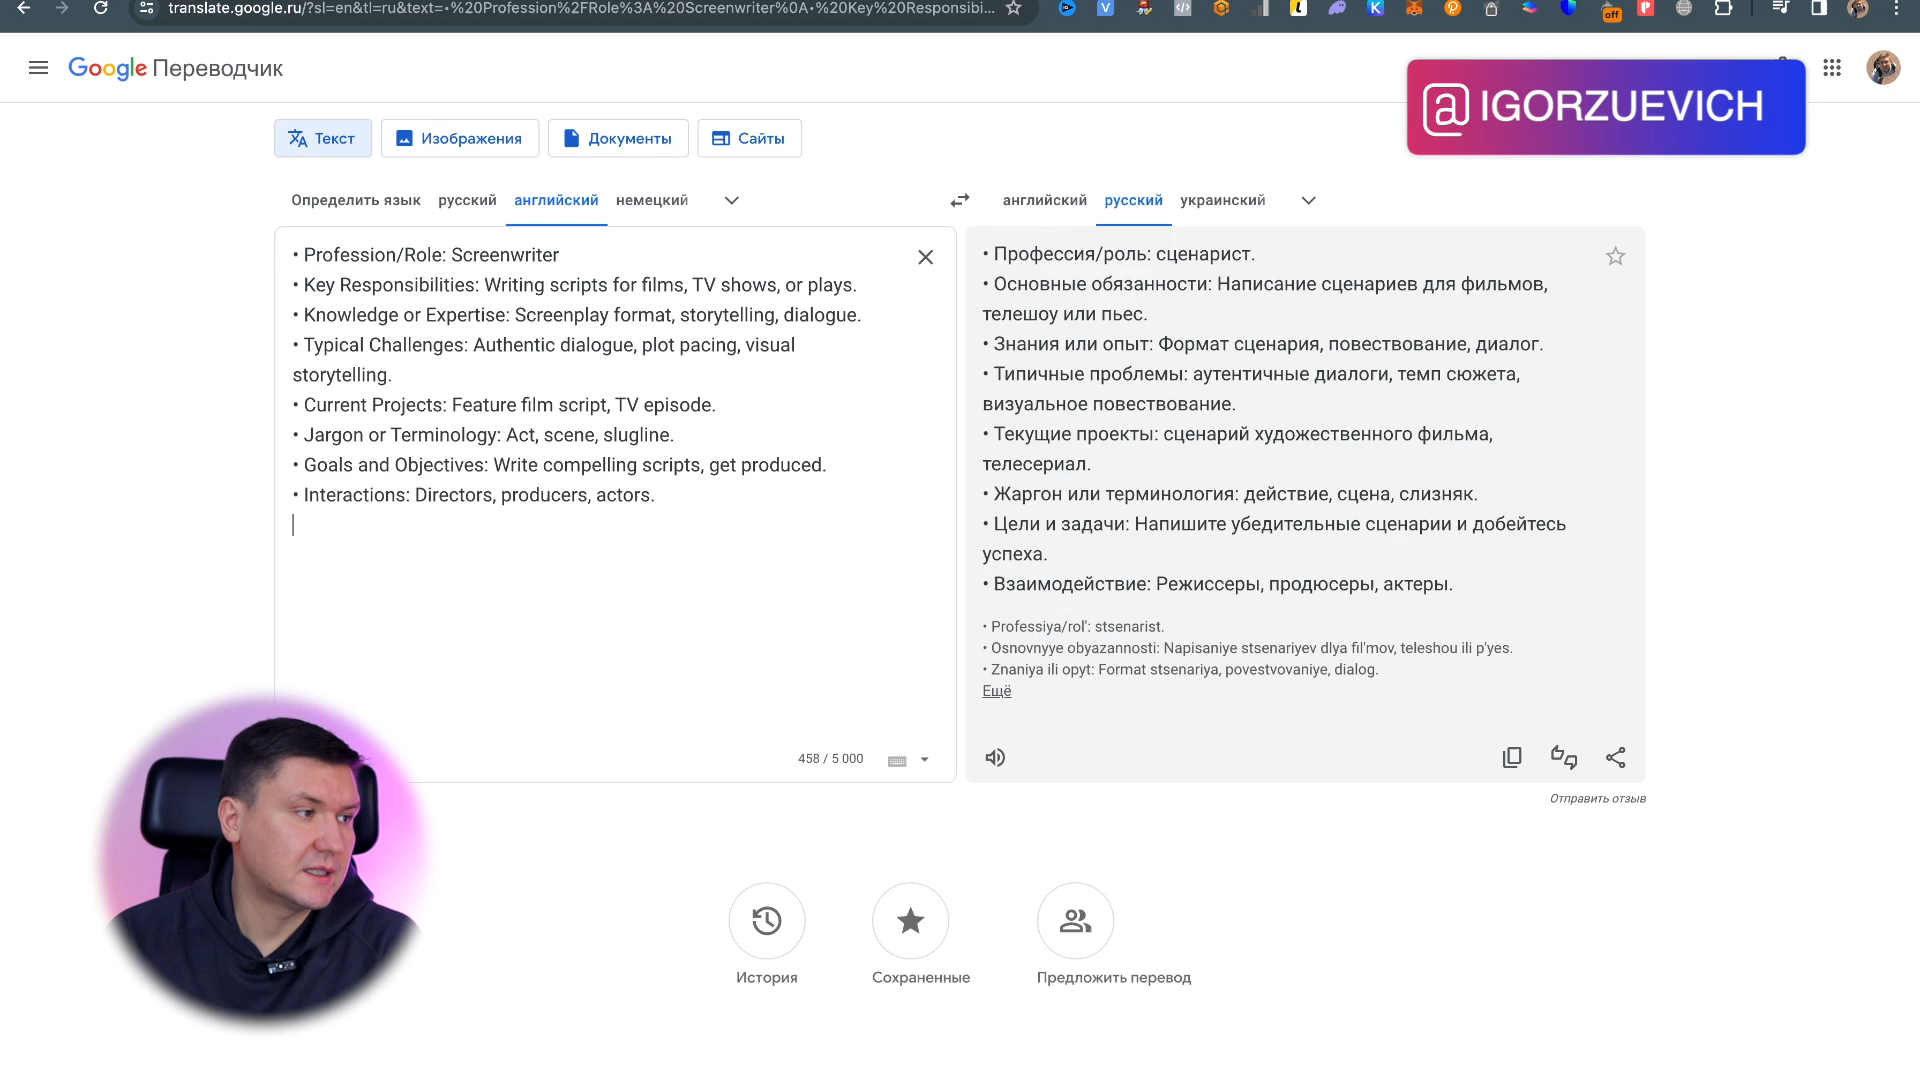 translate.google.ru/?sl=en&tl=ru&text=•%20Profession%2FRole%3A%20Screenwriter%0A•%20Key%20Responsibi...
off
Google Переводчик
@IGORZUEVICH
Текст
Изображения
Документы
Сайты
Определить язык
русский
английский
немецкий
английский
русский
украинский
• Profession/Role: Screenwriter
• Key Responsibilities: Writing scripts for films, TV shows, or plays.
• Knowledge or Expertise: Screenplay format, storytelling, dialogue.
• Typical Challenges: Authentic dialogue, plot pacing, visual
storytelling.
• Current Projects: Feature film script, TV episode.
• Jargon or Terminology: Act, scene, slugline.
• Goals and Objectives: Write compelling scripts, get produced.
• Interactions: Directors, producers, actors.
458 / 5 000
• Профессия/роль: сценарист.
• Основные обязанности: Написание сценариев для фильмов,
телешоу или пьес.
• Знания или опыт: Формат сценария, повествование, диалог.
• Типичные проблемы: аутентичные диалоги, темп сюжета,
визуальное повествование.
• Текущие проекты: сценарий художественного фильма,
телесериал.
• Жаргон или терминология: действие, сцена, слизняк.
• Цели и задачи: Напишите убедительные сценарии и добейтесь
успеха.
• Взаимодействие: Режиссеры, продюсеры, актеры.
• Professiya/rol': stsenarist.
• Osnovnyye obyazannosti: Napisaniye stsenariyev dlya fil'mov, teleshou ili p'yes.
• Znaniya ili opyt: Format stsenariya, povestvovaniye, dialog.
Ещё
Отправить отзыв
История
Сохраненные
Предложить перевод